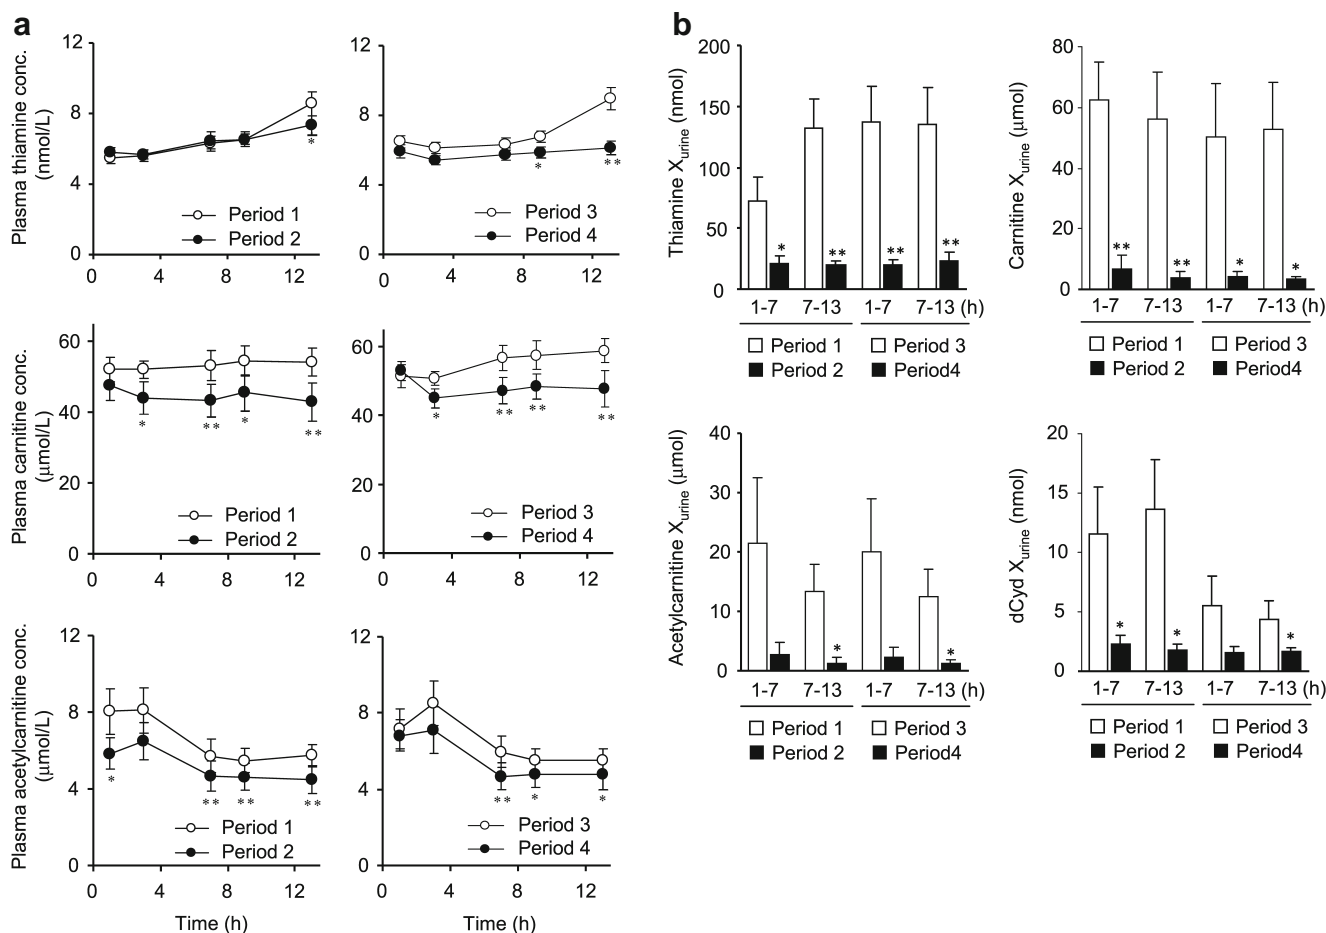 a
Plasma thiamine conc.
(nmol/L)
12
8
4
0
0 4 8 12
*
Period 1
Period 2
12
8
4
0
0 4 8 12
* **
Period 3
Period 4
Plasma carnitine conc.
(μmol/L)
60
40
20
0
0 4 8 12
* ** * **
Period 1
Period 2
60
40
20
0
0 4 8 12
* ** ** **
Period 3
Period 4
Plasma acetylcarnitine conc.
(μmol/L)
12
8
4
0
0 4 8 12
* ** ** **
Period 1
Period 2
Time (h)
12
8
4
0
0 4 8 12
** * *
Period 3
Period 4
Time (h)
b
Thiamine Xurine (nmol)
200
150
100
50
0
* ** ** **
1-7 7-13 1-7 7-13 (h)
Period 1 Period 3
Period 2 Period4
Carnitine Xurine (μmol)
80
60
40
20
0
** ** * *
1-7 7-13 1-7 7-13 (h)
Period 1 Period 3
Period 2 Period4
Acetylcarnitine Xurine (μmol)
40
30
20
10
0
* *
1-7 7-13 1-7 7-13 (h)
Period 1 Period 3
Period 2 Period4
dCyd Xurine (nmol)
20
15
10
5
0
* * *
1-7 7-13 1-7 7-13 (h)
Period 1 Period 3
Period 2 Period4